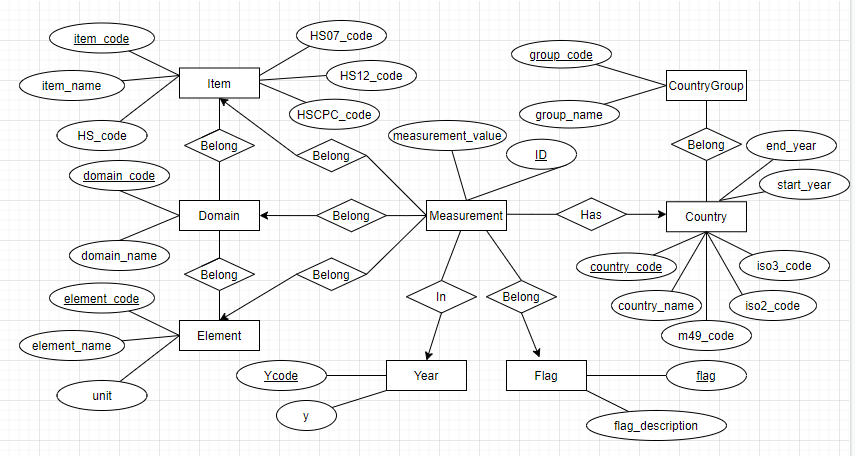 item_code
HS07_code
group_code
item_name
Item
HS12_code
CountryGroup
HS_code
HSCPC_code
group_name
measurement_value
Belong
Belong
ID
Belong
end_year
domain_code
start_year
Domain
Belong
Measurement
Has
Country
domain_name
Belong
Belong
country_code
iso3_code
element_code
In
Belong
country_name
iso2_code
element_name
Element
m49_code
Ycode
Year
Flag
flag
unit
y
flag_description